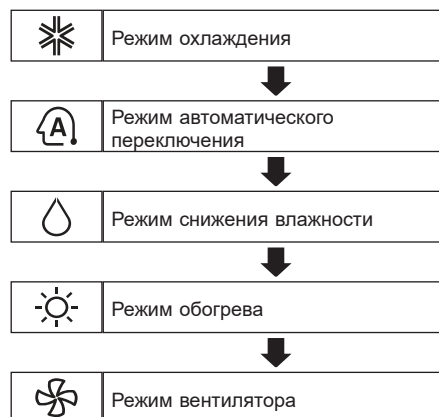 Режим охлаждения
A
Режим автоматического
переключения
Режим снижения влажности
Режим обогрева
Режим вентилятора